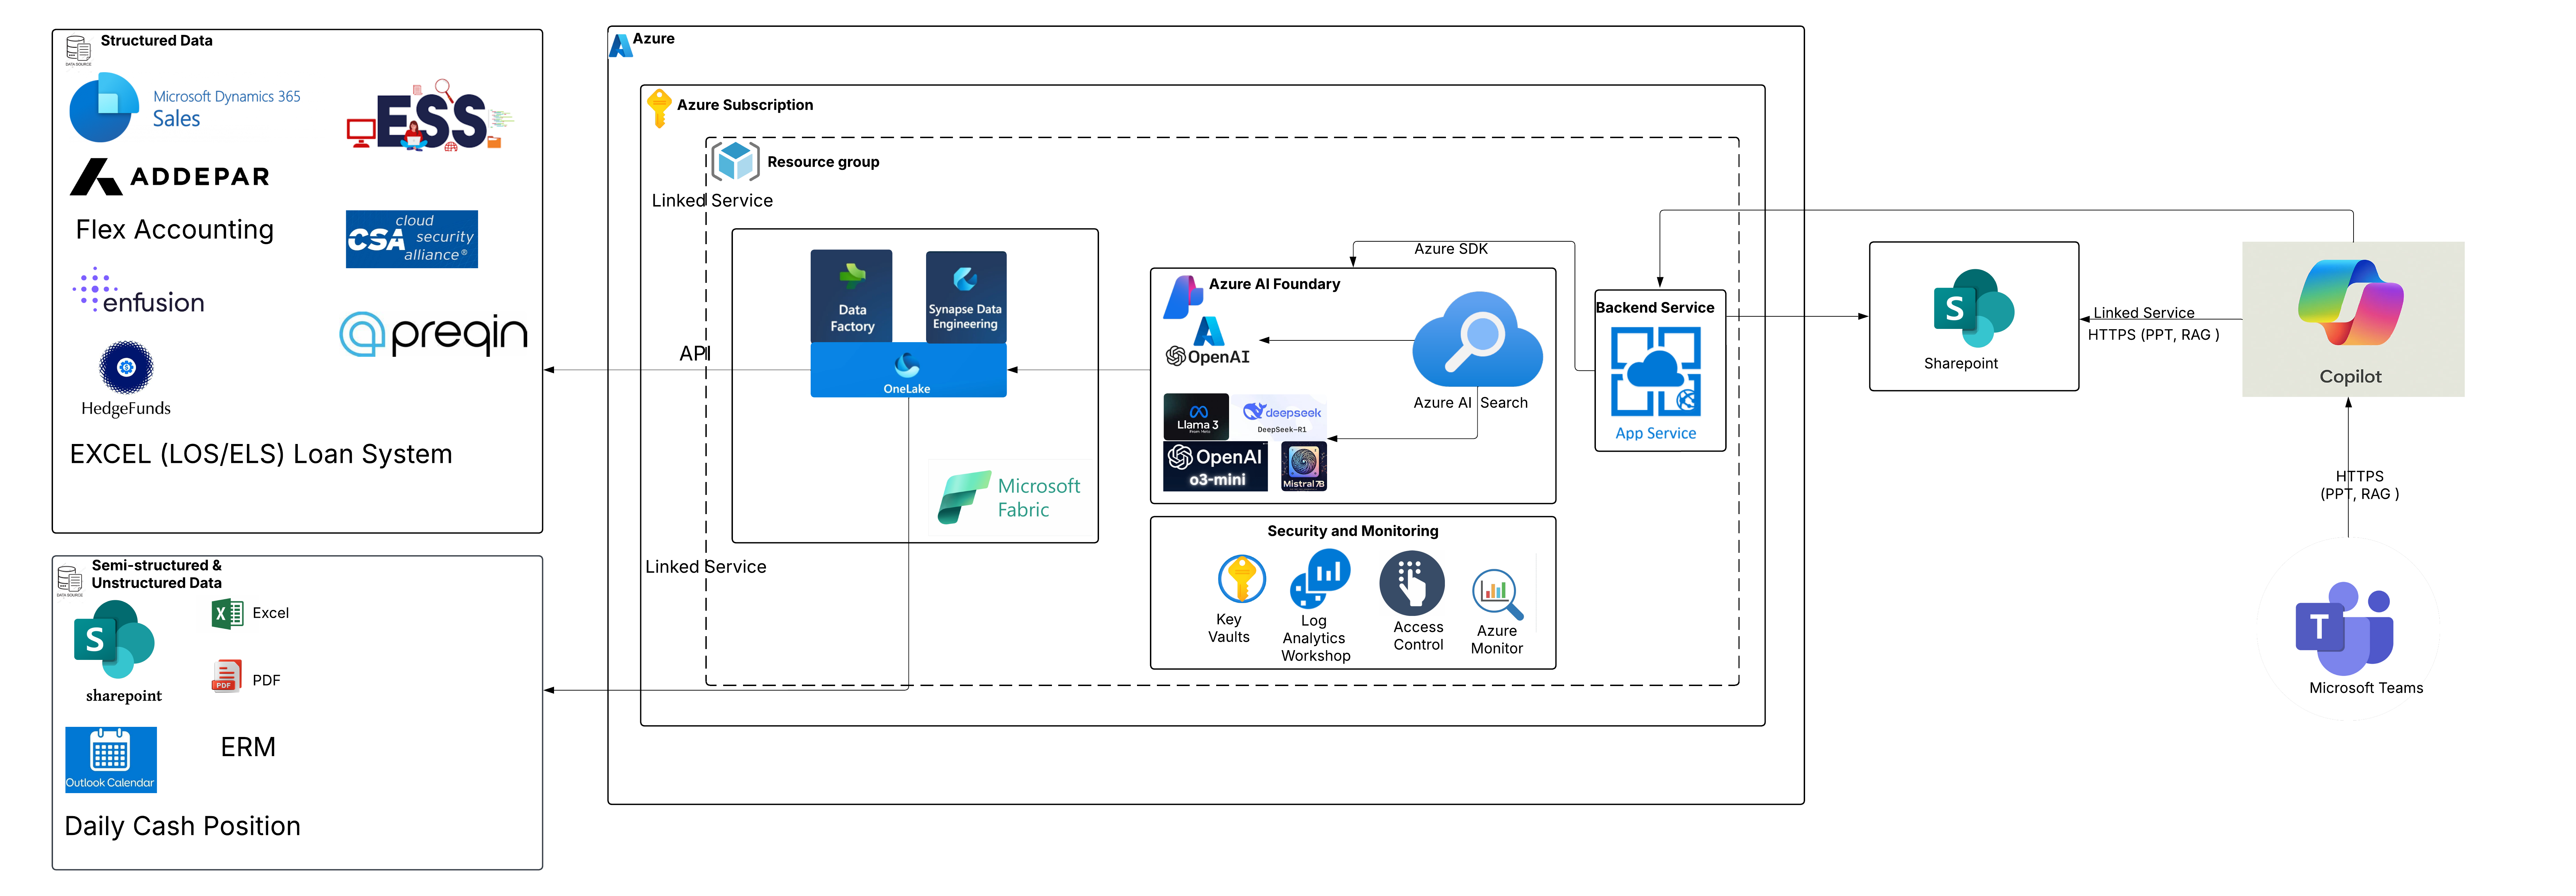 DATA SOURCE
Structured Data
Microsoft Dynamics 365
Sales
ESS
ADDEPAR
Flex Accounting
CSA cloud
security
alliance®
enfusion
preqin
HedgeFunds
EXCEL (LOS/ELS) Loan System
DATA SOURCE
Semi-structured &
Unstructured Data
S
sharepoint
Excel
PDF
PDF
Outlook Calendar
ERM
Daily Cash Position
Azure
Azure Subscription
Resource group
Linked Service
API
Linked Service
Data
Factory
Synapse Data
Engineering
OneLake
Microsoft
Fabric
Azure SDK
Azure AI Foundary
OpenAI
Azure AI Search
Llama 3
deepseek
DeepSeek-R1
OpenAI
o3-mini
Mistral 7B
Security and Monitoring
Key
Vaults
Log
Analytics
Workshop
Access
Control
Azure
Monitor
Backend Service
App Service
S
Sharepoint
Linked Service
HTTPS (PPT, RAG )
Copilot
HTTPS
(PPT, RAG )
T
Microsoft Teams